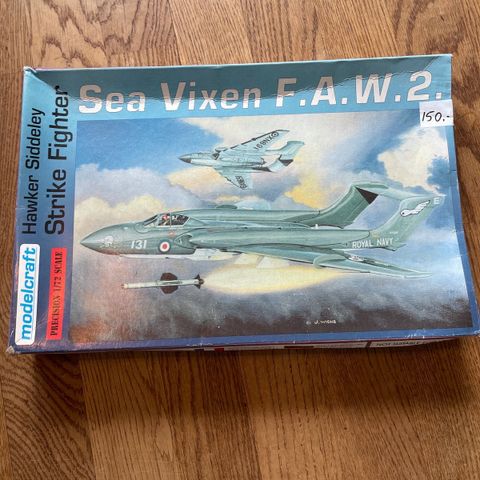 Sea Vixen F.A.W.2.
150.-
Hawker Siddeley
Strike Fighter
modelcraft
PRECISION 1/72 SCALE
131
ROYAL NAVY
E